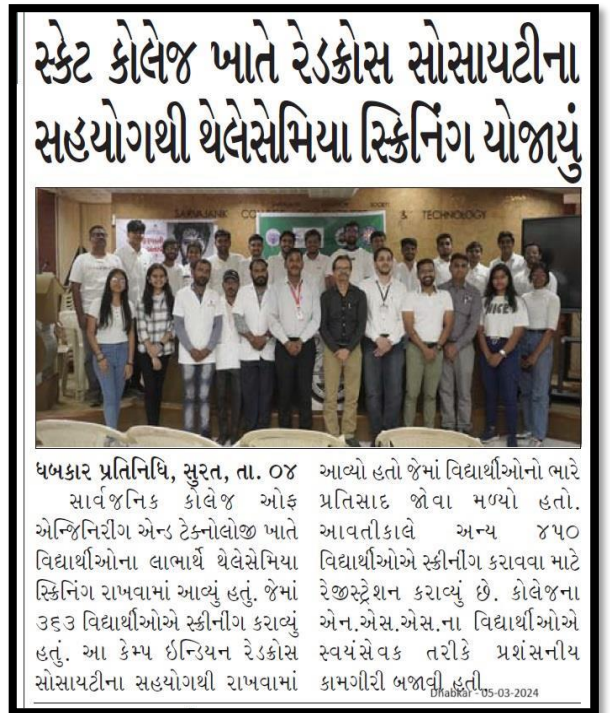 સ્કેટ કોલેજ ખાતે રેડક્રોસ સોસાયટીના
સહયોગથી થેલેસેમિયા સ્ક્રિનિંગ યોજાયું
SARVAJANIK CO
& TECHNOLOGY
ધબકાર પ્રતિનિધિ, સુરત, તા. ૦૪
સાર્વજનિક કોલેજ ઓફ
એન્જિનિરીંગ એન્ડ ટેક્નોલોજી ખાતે
વિદ્યાર્થીઓના લાભાર્થે થેલેસેમિયા
સ્ક્રિનિંગ રાખવામાં આવ્યું હતું. જેમાં
૩૬૩ વિદ્યાર્થીઓએ સ્ક્રીનીંગ કરાવ્યું
હતું. આ કેમ્પ ઇન્ડિયન રેડક્રોસ
સોસાયટીના સહયોગથી રાખવામાં
આવ્યો હતો જેમાં વિદ્યાર્થીઓનો ભારે
પ્રતિસાદ જોવા મળ્યો હતો.
આવતીકાલે અન્ય ૪૫૦
વિદ્યાર્થીઓએ સ્ક્રીનીંગ કરાવવા માટે
રેજીસ્ટ્રેશન કરાવ્યું છે. કોલેજના
એન.એસ.એસ.ના વિદ્યાર્થીઓએ
સ્વયંસેવક તરીકે પ્રશંસનીય
કામગીરી બજાવી હતી.
Dhabkar - 05-03-2024